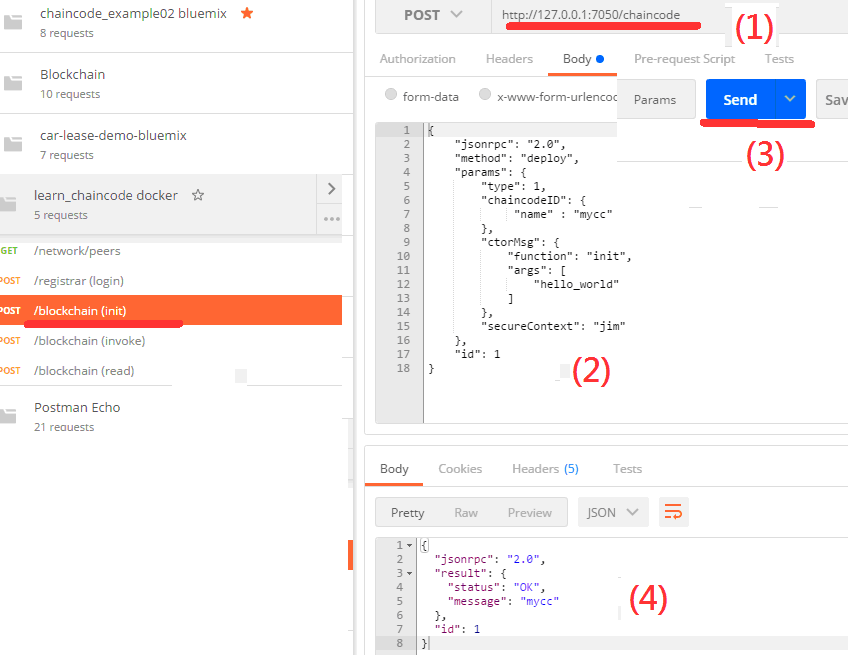 chaincode_example02 bluemix
8 requests
Blockchain
10 requests
car-lease-demo-bluemix
7 requests
learn_chaincode docker
5 requests
GET /network/peers
POST /registrar (login)
POST /blockchain (init)
POST /blockchain (invoke)
POST /blockchain (read)
Postman Echo
21 requests
POST http://127.0.0.1:7050/chaincode (1)
Authorization Headers Body Pre-request Script Tests
form-data x-www-form-urlencoc Params Send Sav
(3)
1 {
2 "jsonrpc": "2.0",
3 "method": "deploy",
4 "params": {
5 "type": 1,
6 "chaincodeID": {
7 "name" : "mycc"
8 },
9 "ctorMsg": {
10 "function": "init",
11 "args": [
12 "hello_world"
13 ]
14 },
15 "secureContext": "jim"
16 },
17 "id": 1
18 }
(2)
Body Cookies Headers (5) Tests
Pretty Raw Preview JSON
1 {
2 "jsonrpc": "2.0",
3 "result": {
4 "status": "OK",
5 "message": "mycc"
6 },
7 "id": 1
8 }
(4)